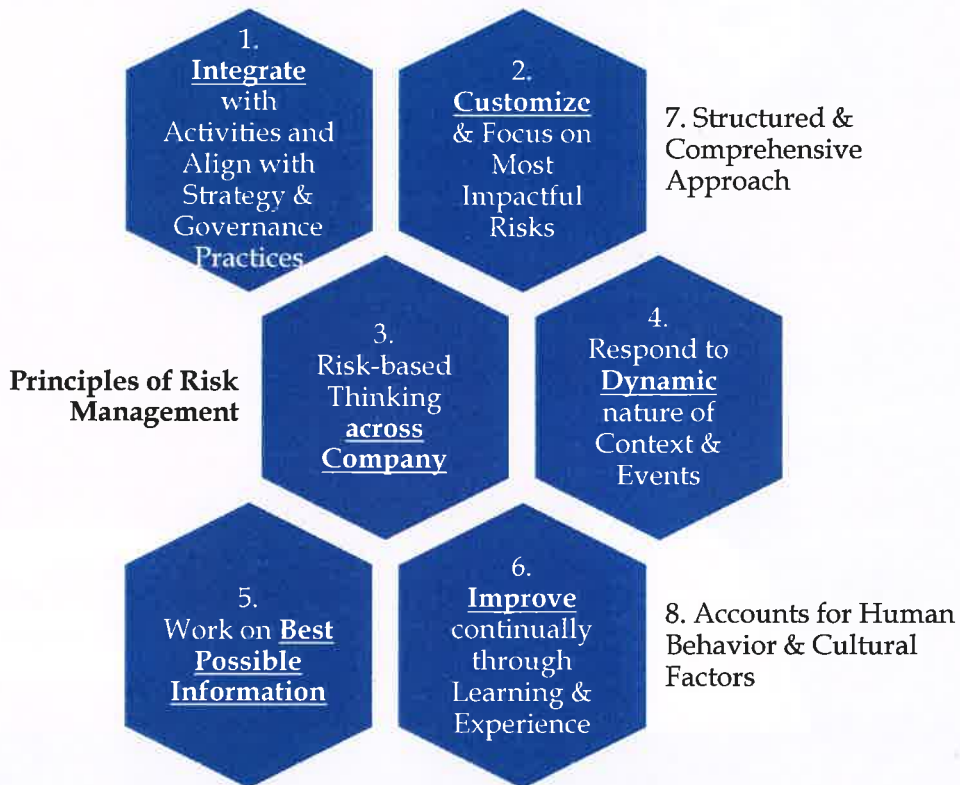 1.
Integrate
with
Activities and
Align with
Strategy &
Governance
Practices
2.
Customize
& Focus on
Most
Impactful
Risks
7. Structured &
Comprehensive
Approach
Principles of Risk
Management
3.
Risk-based
Thinking
across
Company
4.
Respond to
Dynamic
nature of
Context &
Events
5.
Work on Best
Possible
Information
6.
Improve
continually
through
Learning &
Experience
8. Accounts for Human
Behavior & Cultural
Factors